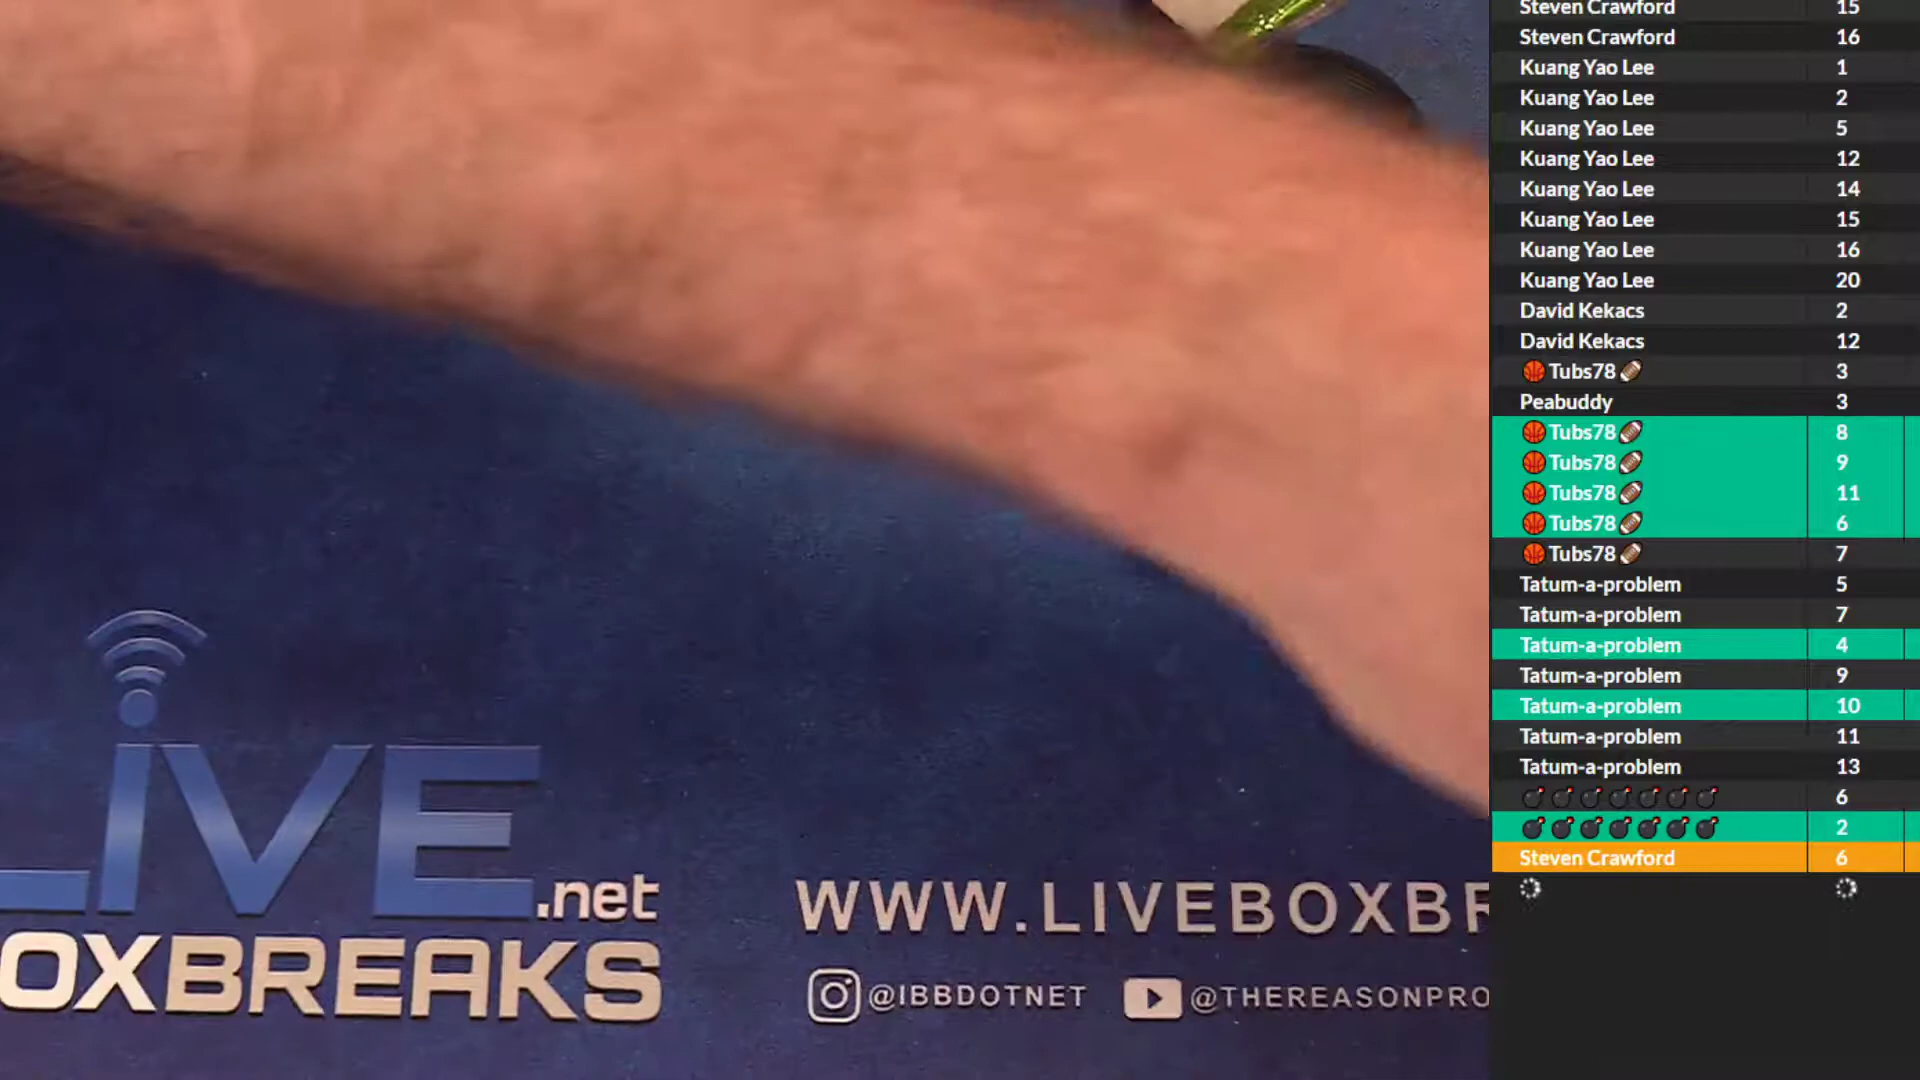 Steven Crawford 15
Steven Crawford 16
Kuang Yao Lee 1
Kuang Yao Lee 2
Kuang Yao Lee 5
Kuang Yao Lee 12
Kuang Yao Lee 14
Kuang Yao Lee 15
Kuang Yao Lee 16
Kuang Yao Lee 20
David Kekacs 2
David Kekacs 12
🏀Tubs78🏈 3
Peabuddy 3
🏀Tubs78🏈 8
🏀Tubs78🏈 9
🏀Tubs78🏈 11
🏀Tubs78🏈 6
🏀Tubs78🏈 7
Tatum-a-problem 5
Tatum-a-problem 7
Tatum-a-problem 4
Tatum-a-problem 9
Tatum-a-problem 10
Tatum-a-problem 11
Tatum-a-problem 13
💣💣💣💣💣💣💣 6
💣💣💣💣💣💣💣 2
Steven Crawford 6
LIVE.net
OXBREAKS
WWW.LIVEBOXBR
@IBBDOTNET @THEREASONPRO